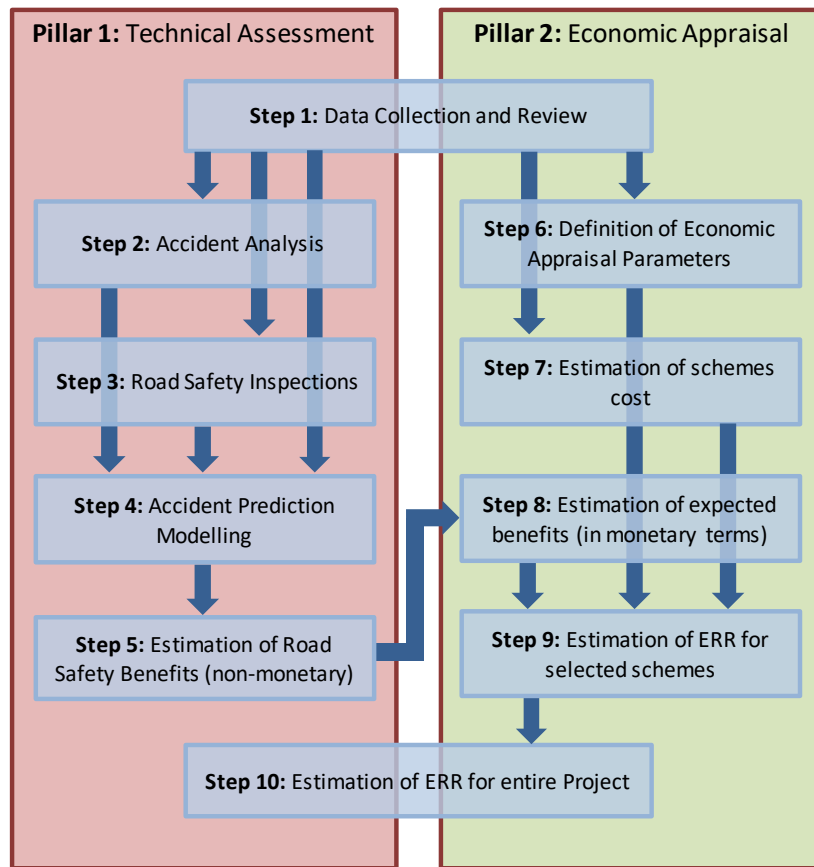 Pillar 1: Technical Assessment
Pillar 2: Economic Appraisal
Step 1: Data Collection and Review
Step 2: Accident Analysis
Step 6: Definition of Economic
Appraisal Parameters
Step 3: Road Safety Inspections
Step 7: Estimation of schemes
cost
Step 4: Accident Prediction
Modelling
Step 8: Estimation of expected
benefits (in monetary terms)
Step 5: Estimation of Road
Safety Benefits (non-monetary)
Step 9: Estimation of ERR for
selected schemes
Step 10: Estimation of ERR for entire Project